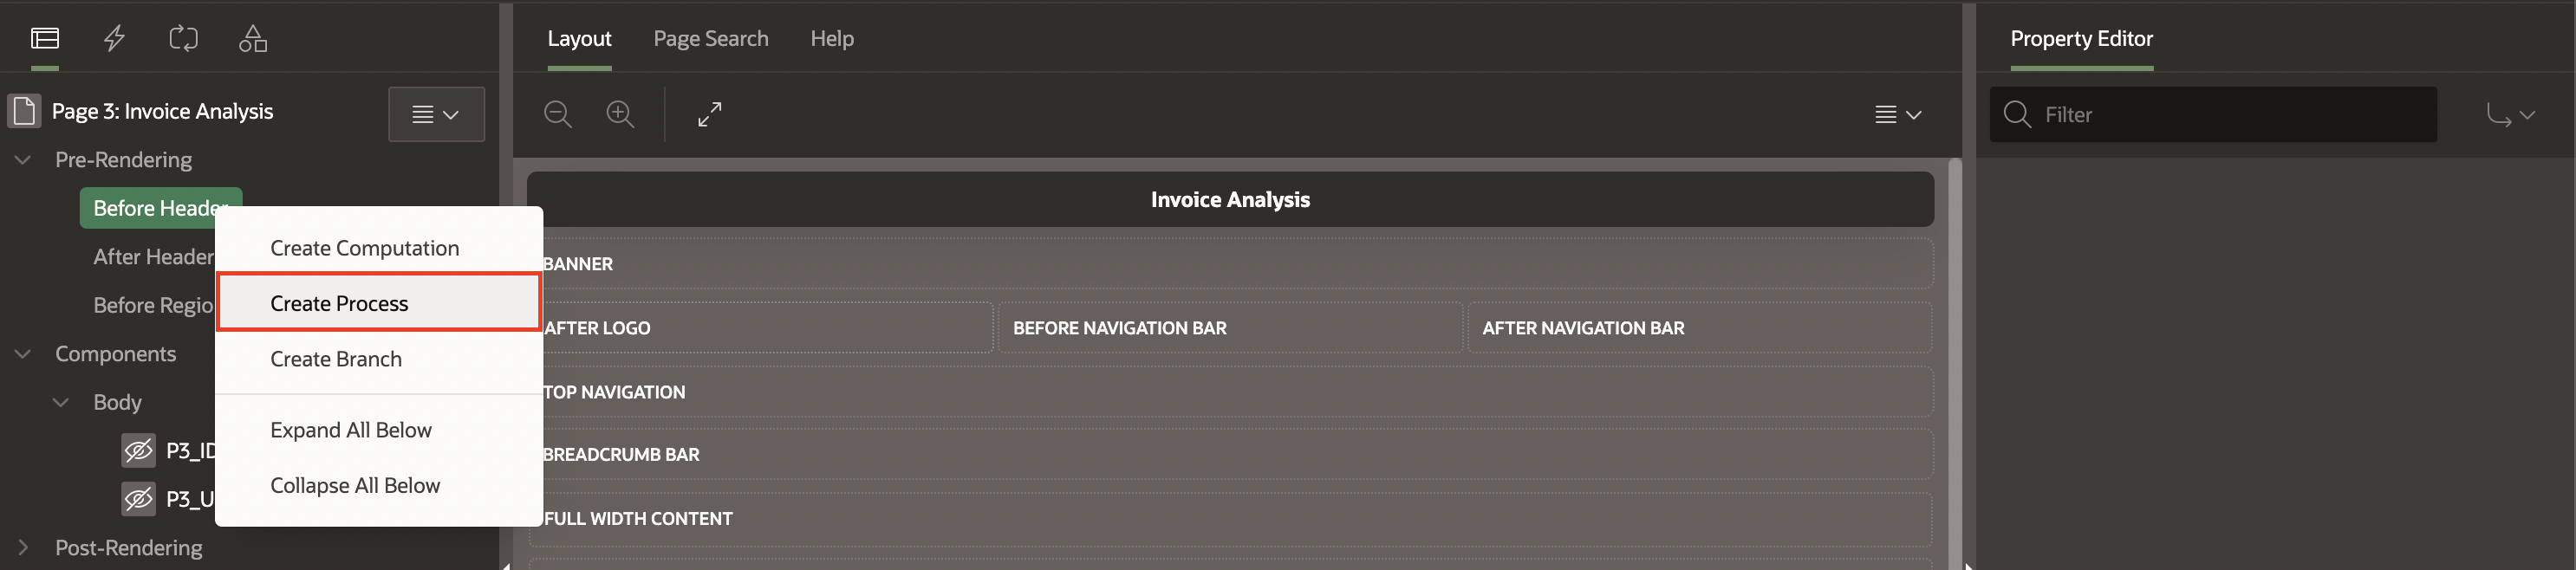 Layout
Page Search
Help
Property Editor
Page 3: Invoice Analysis
Filter
Pre-Rendering
Before Header
After Header
Before Regio
Components
Body
P3_ID
P3_U
Post-Rendering
Create Computation
Create Process
Create Branch
Expand All Below
Collapse All Below
Invoice Analysis
BANNER
AFTER LOGO
BEFORE NAVIGATION BAR
AFTER NAVIGATION BAR
TOP NAVIGATION
BREADCRUMB BAR
FULL WIDTH CONTENT